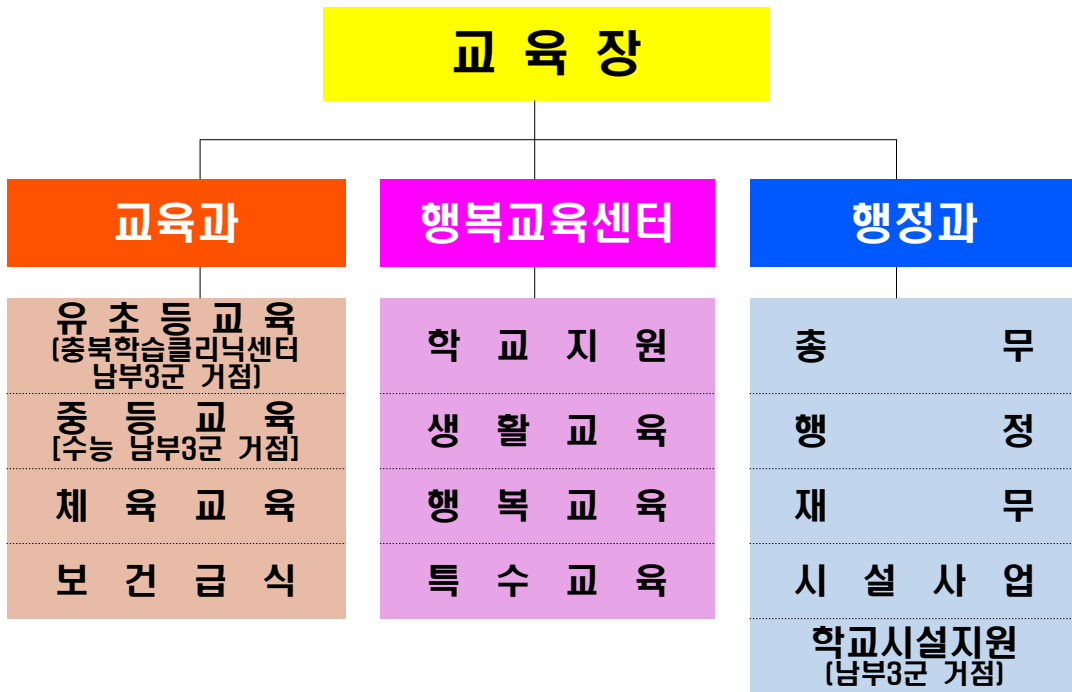 교 육 장
교육과
행복교육센터
행정과
유 초 등 교 육
(충북학습클리닉센터
남부3군 거점)
중 등 교 육
[수능 남부3군 거점]
체 육 교 육
보 건 급 식
학 교 지 원
생 활 교 육
행 복 교 육
특 수 교 육
총 무
행 정
재 무
시 설 사 업
학교시설지원
(남부3군 거점)